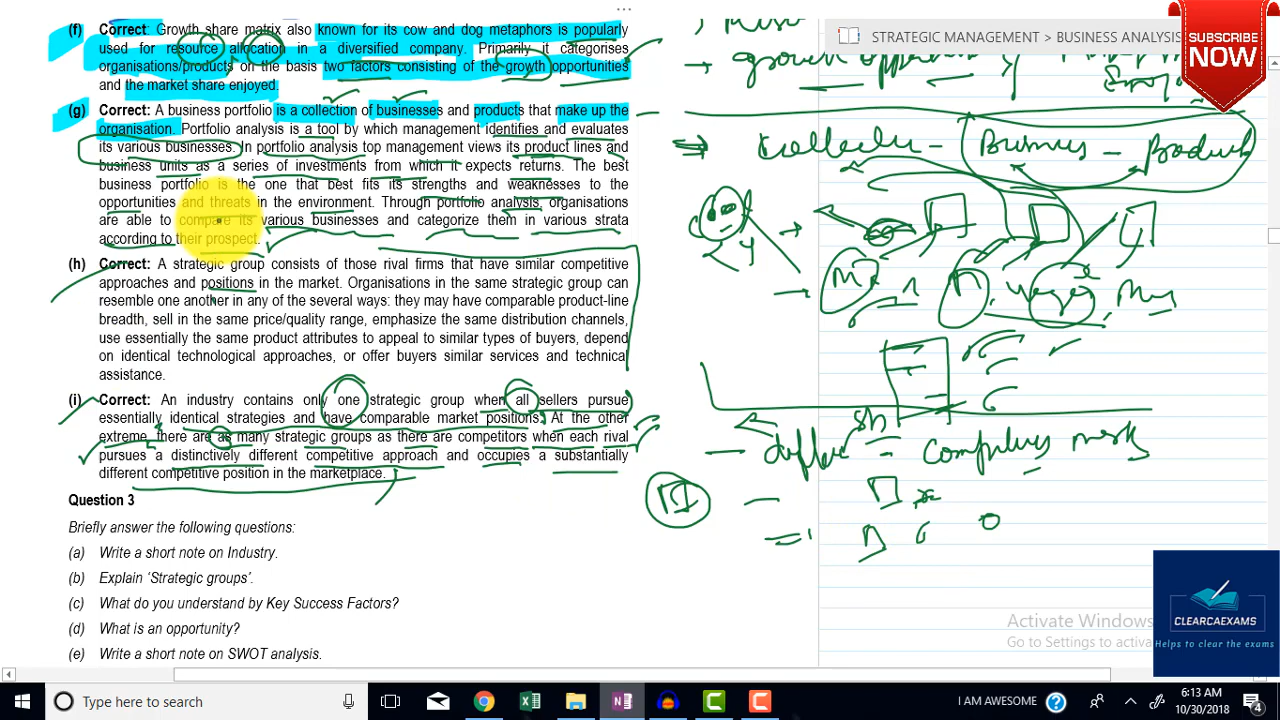 (f) Correct: Growth share matrix also known for its cow and dog metaphors is popularly
used for resource allocation in a diversified company. Primarily it categorises
organisations/products on the basis two factors consisting of the growth opportunities
and the market share enjoyed.
(g) Correct: A business portfolio is a collection of businesses and products that make up the
organisation. Portfolio analysis is a tool by which management identifies and evaluates
its various businesses. In portfolio analysis top management views its product lines and
business units as a series of investments from which it expects returns. The best
business portfolio is the one that best fits its strengths and weaknesses to the
opportunities and threats in the environment. Through portfolio analysis, organisations
are able to compare its various businesses and categorize them in various strata
according to their prospect.
(h) Correct: A strategic group consists of those rival firms that have similar competitive
approaches and positions in the market. Organisations in the same strategic group can
resemble one another in any of the several ways: they may have comparable product-line
breadth, sell in the same price/quality range, emphasize the same distribution channels,
use essentially the same product attributes to appeal to similar types of buyers, depend
on identical technological approaches, or offer buyers similar services and technical
assistance.
(i) Correct: An industry contains only one strategic group when all sellers pursue
essentially identical strategies and have comparable market positions. At the other
extreme, there are as many strategic groups as there are competitors when each rival
pursues a distinctively different competitive approach and occupies a substantially
different competitive position in the marketplace.
Question 3
Briefly answer the following questions:
(a) Write a short note on Industry.
(b) Explain ‘Strategic groups’.
(c) What do you understand by Key Success Factors?
(d) What is an opportunity?
(e) Write a short note on SWOT analysis.
STRATEGIC MANAGEMENT > BUSINESS ANALYSIS
SUBSCRIBE
NOW
growth
Business - Product
Activate Windows
Go to Settings to activa
CLEARCAEXAMS
Helps to clear the exams
Type here to search
I AM AWESOME
6:13 AM
10/30/2018
4